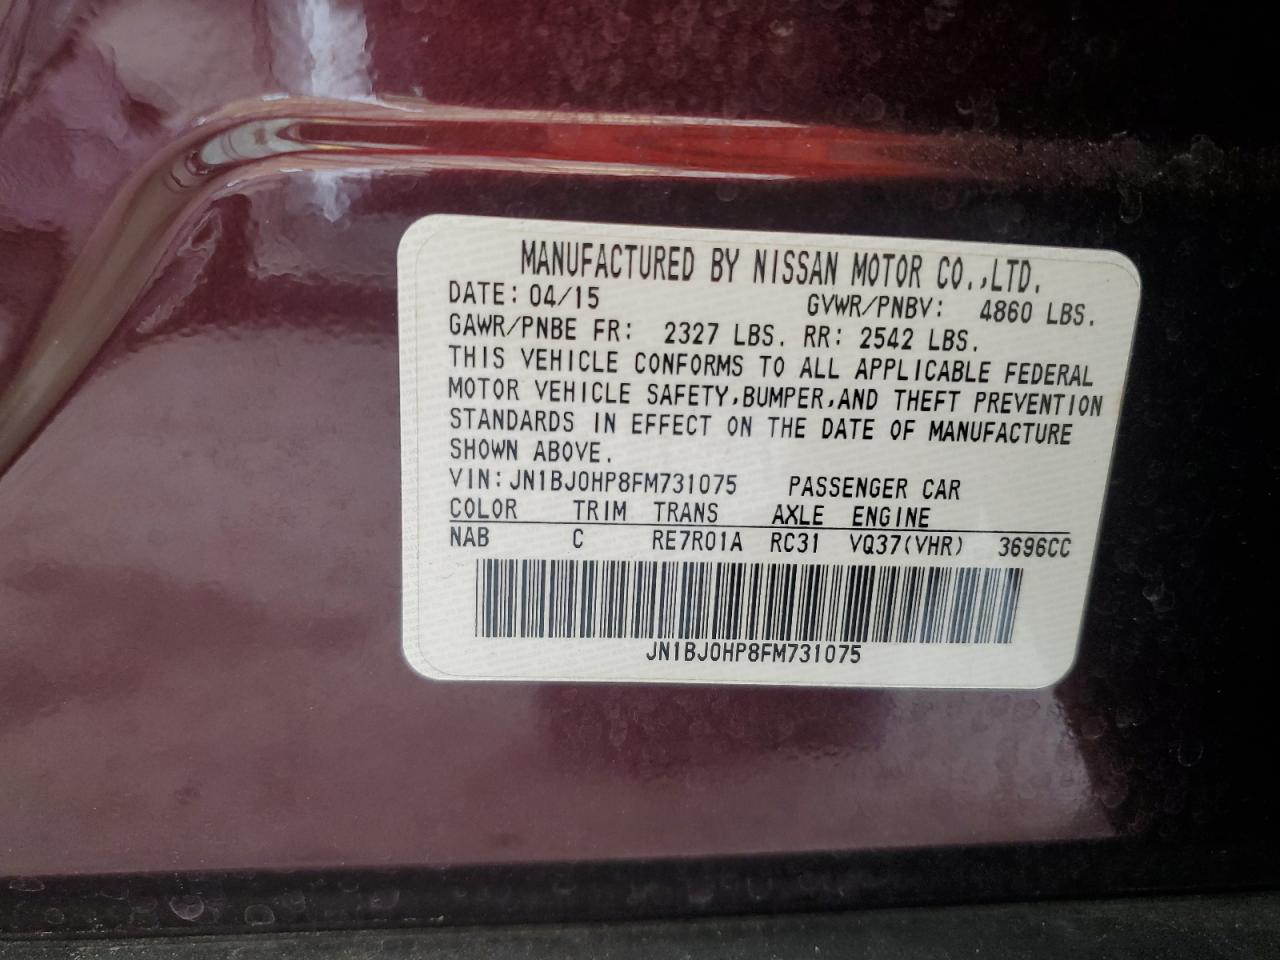 MANUFACTURED BY NISSAN MOTOR CO.,LTD.
DATE: 04/15 GVWR/PNBV: 4860 LBS.
GAWR/PNBE FR: 2327 LBS. RR: 2542 LBS.
THIS VEHICLE CONFORMS TO ALL APPLICABLE FEDERAL
MOTOR VEHICLE SAFETY,BUMPER,AND THEFT PREVENTION
STANDARDS IN EFFECT ON THE DATE OF MANUFACTURE
SHOWN ABOVE.
VIN: JN1BJ0HP8FM731075 PASSENGER CAR
COLOR TRIM TRANS AXLE ENGINE
NAB C RE7R01A RC31 VQ37(VHR) 3696CC
JN1BJ0HP8FM731075